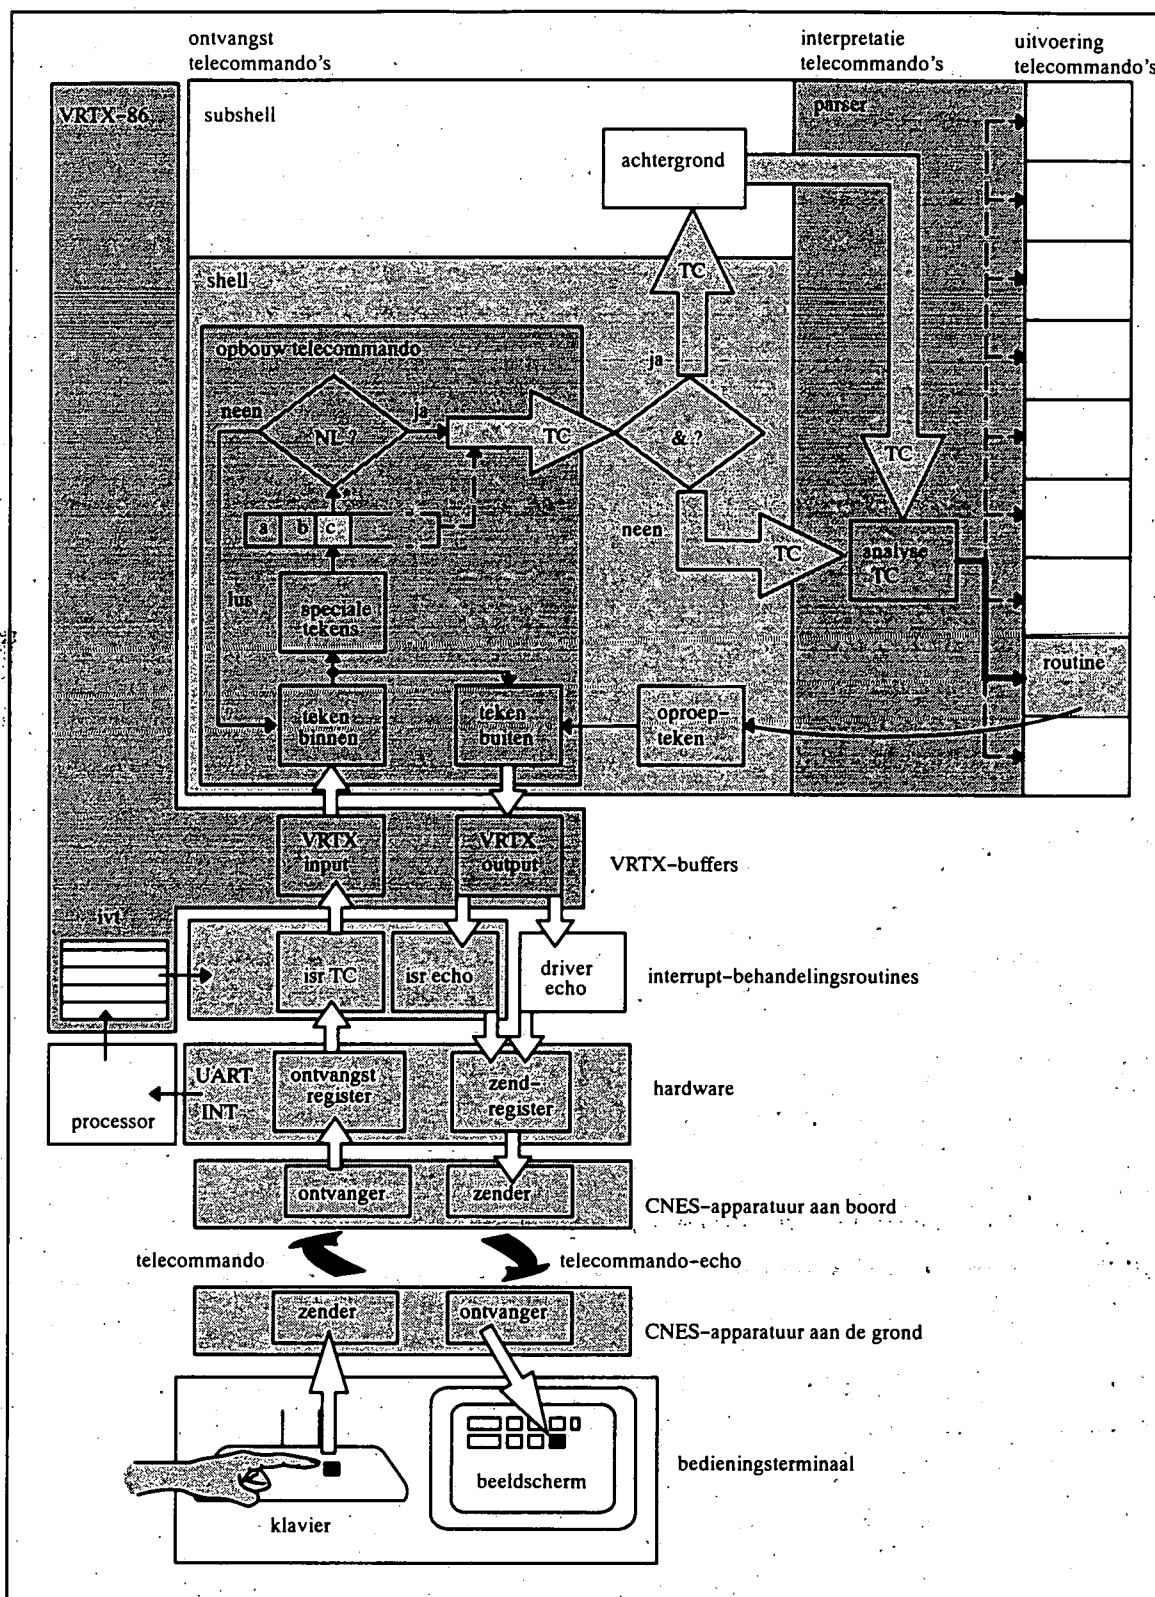 ontvangst
telecommando's
interpretatie
telecommando's
uitvoering
telecommando's
VRTX-86
subshell
parser
achtergrond
TC
shell
opbouw telecommando
ja
neen
NL ?
ja
TC
& ?
TC
a b c
neen
TC
analyse
TC
lus
speciale
tekens
routine
teken
binnen
teken
buiten
oproep-
teken
VRTX
input
VRTX
output
VRTX-buffers
ivt
isr TC
isr echo
driver
echo
interrupt-behandelingsroutines
UART
INT
ontvangst
register
zend-
register
hardware
processor
ontvanger
zender
CNES-apparatuur aan boord
telecommando
telecommando-echo
zender
ontvanger
CNES-apparatuur aan de grond
beeldscherm
bedieningsterminaal
klavier